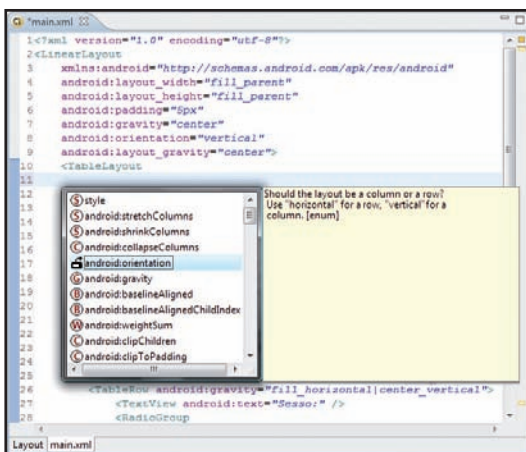 *main.xml
1 <?xml version="1.0" encoding="utf-8"?>
2 <LinearLayout
3 xmlns:android="http://schemas.android.com/apk/res/android"
4 android:layout_width="fill_parent"
5 android:layout_height="fill_parent"
6 android:padding="5px"
7 android:gravity="center"
8 android:orientation="vertical"
9 android:layout_gravity="center">
10 <TableLayout
11
12
13
14
15
16
17
18
19
20
21
22
23
24
25
style
android:stretchColumns
android:shrinkColumns
android:collapseColumns
android:orientation
android:gravity
android:baselineAligned
android:baselineAlignedChildIndex
android:weightSum
android:clipChildren
android:clipToPadding
Should the layout be a column or a row?
Use "horizontal" for a row, "vertical" for a
column. [enum]
26 <TableRow android:gravity="fill_horizontal|center_vertical">
27 <TextView android:text="Sesso:" />
28 <RadioGroup
Layout main.xml